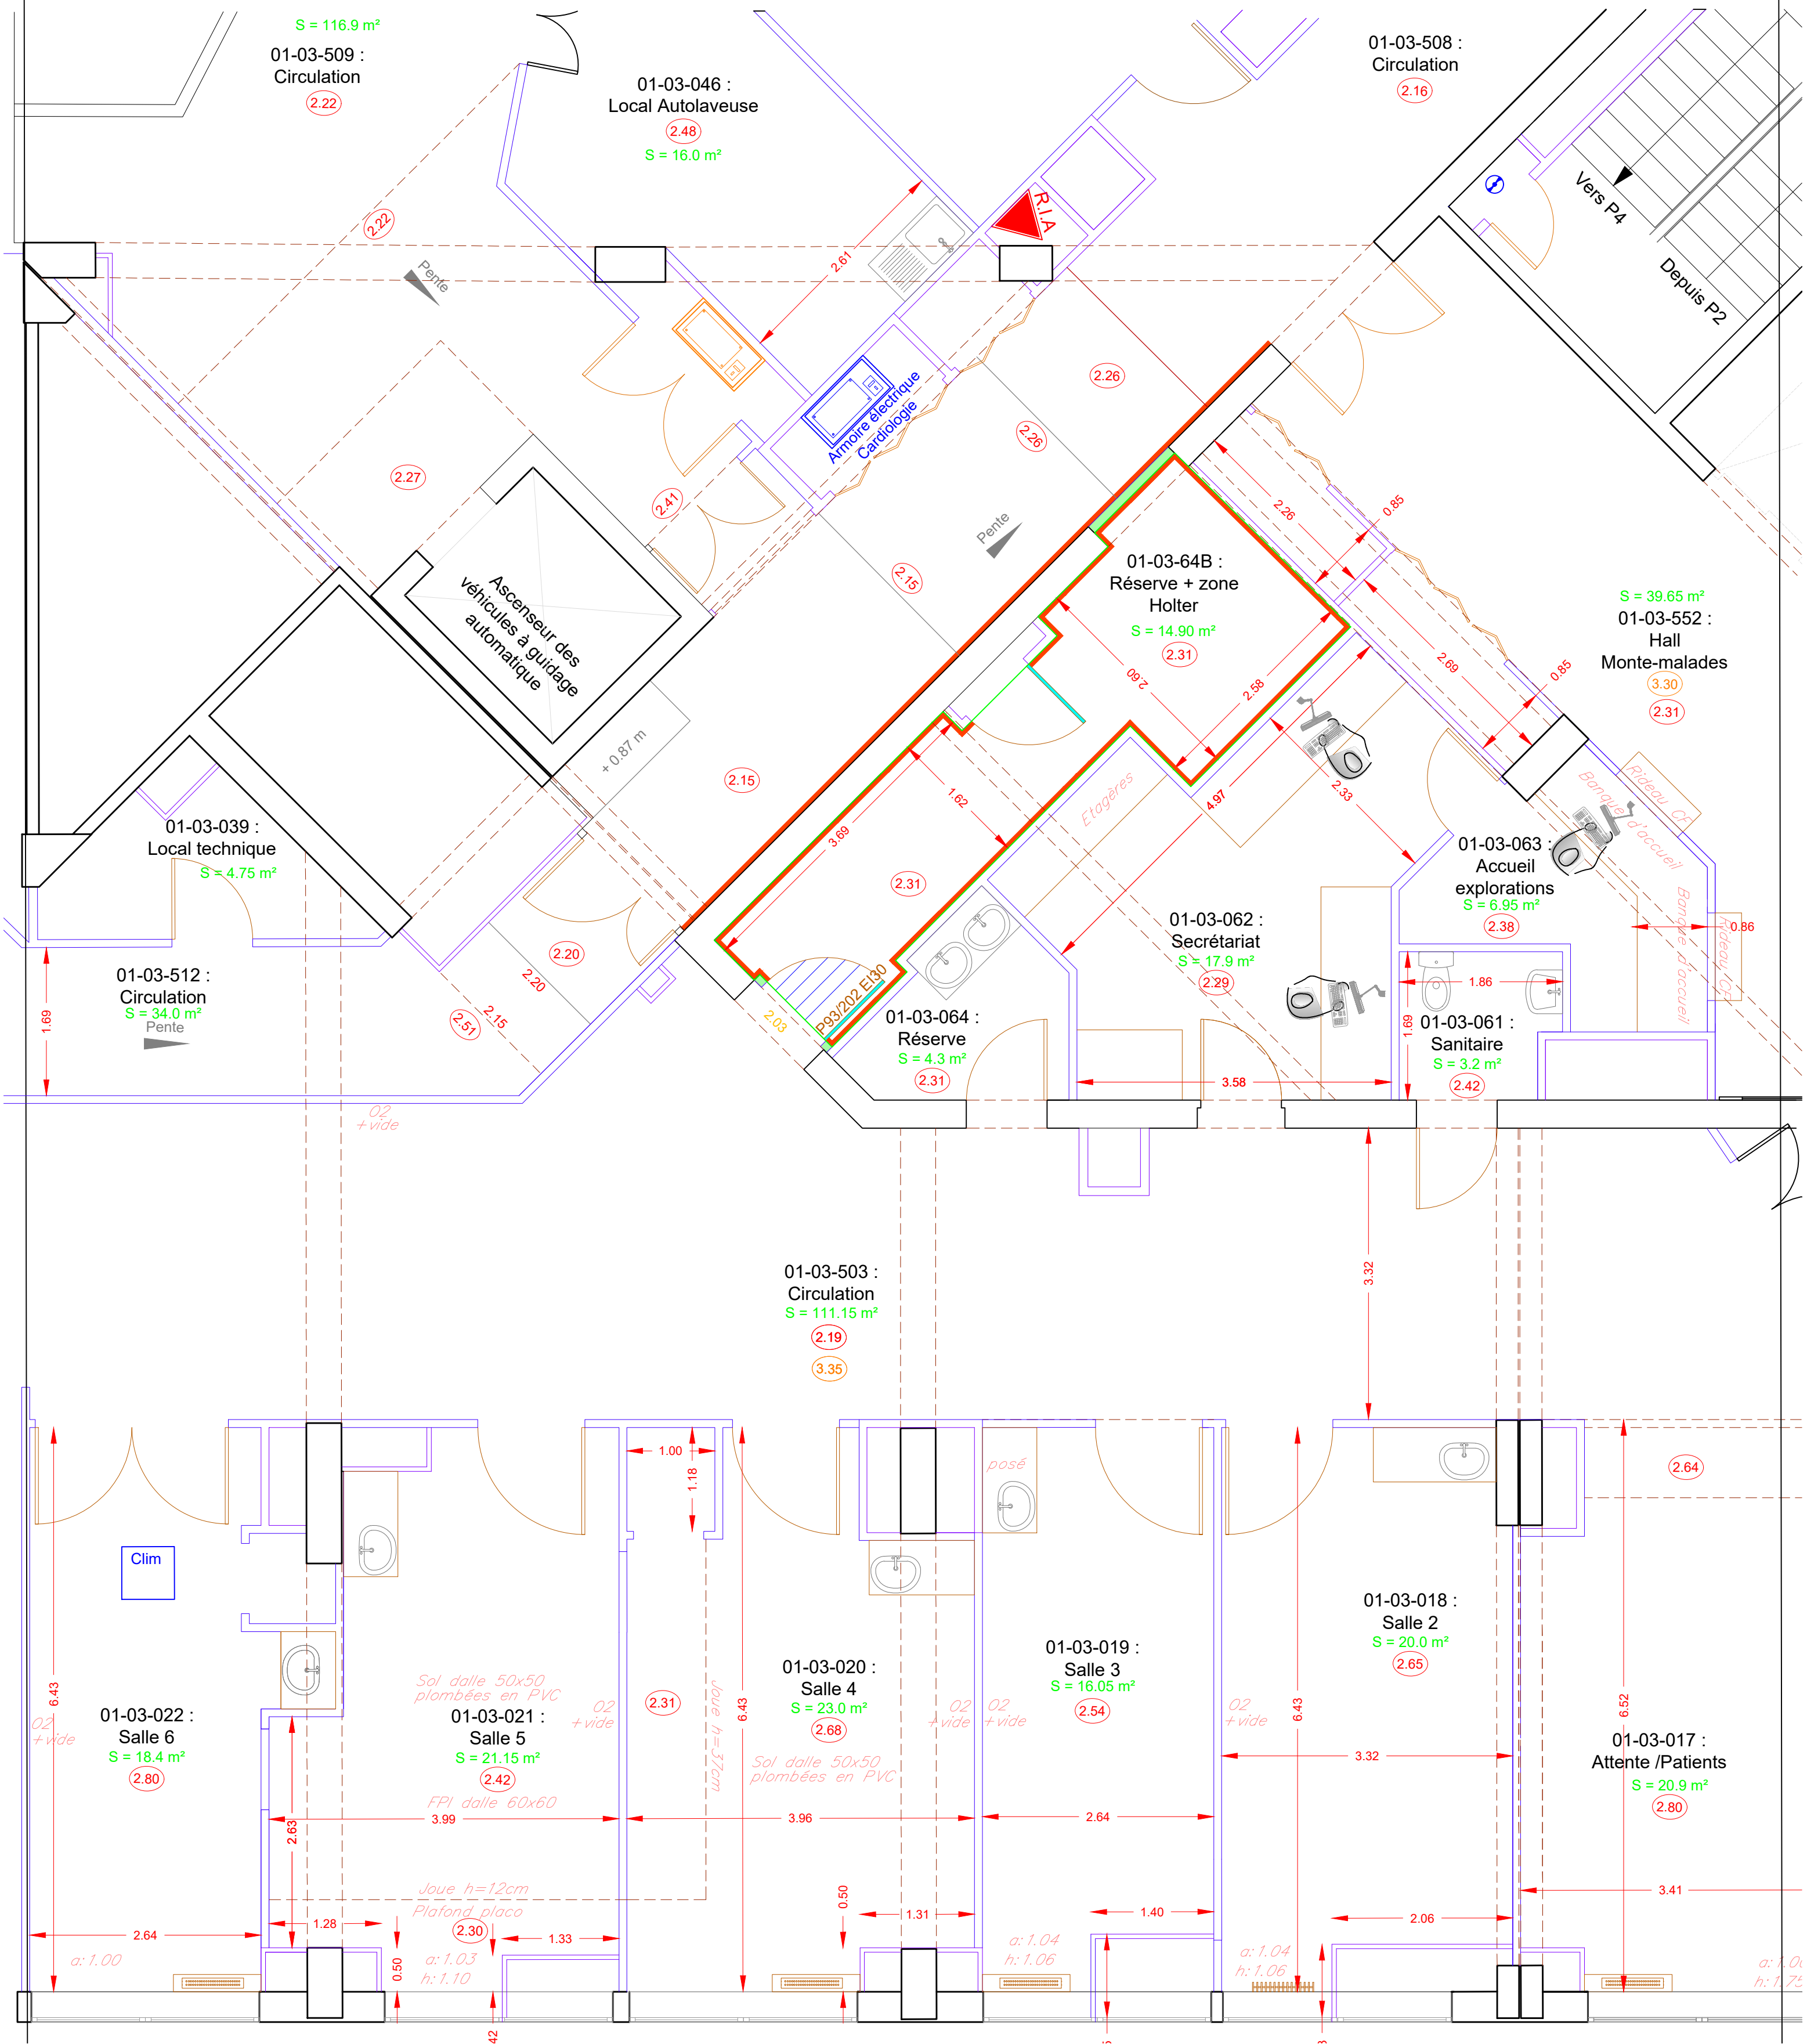 S = 116.9 m²
01-03-509 :
Circulation
2.22
01-03-046 :
Local Autolaveuse
2.48
S = 16.0 m²
01-03-508 :
Circulation
2.16
Vers P4
Depuis P2
R.I.A
2.22
Pente
2.61
Armoire électrique
Cardiologie
2.26
2.26
2.27
2.41
2.15
Pente
2.26
0.85
01-03-64B :
Réserve + zone
Holter
S = 14.90 m²
2.31
S = 39.65 m²
01-03-552 :
Hall
Monte-malades
3.30
2.31
Ascenseur des
véhicules à guidage
automatique
2.60
2.58
2.69
0.85
+ 0.87 m
2.15
1.62
3.69
Etagères
4.97
2.33
Rideau CF
Banque d'accueil
01-03-039 :
Local technique
S = 4.75 m²
01-03-063 :
Accueil
explorations
S = 6.95 m²
2.38
2.31
Banque d'accueil
Rideau CF
0.86
01-03-062 :
Secrétariat
S = 17.9 m²
2.29
2.20
2.20
01-03-512 :
Circulation
S = 34.0 m²
Pente
1.69
2.15
2.51
2.03
P93/202 EI30
01-03-064 :
Réserve
S = 4.3 m²
2.31
1.86
1.69
01-03-061 :
Sanitaire
S = 3.2 m²
2.42
3.58
O2
+vide
3.32
01-03-503 :
Circulation
S = 111.15 m²
2.19
3.35
1.00
1.18
posé
2.64
Clim
6.43
O2
+vide
01-03-022 :
Salle 6
S = 18.4 m²
2.80
Sol dalle 50x50
plombées en PVC
01-03-021 :
Salle 5
S = 21.15 m²
2.42
FPI dalle 60x60
3.99
O2
+vide
2.31
Joue h=37cm
6.43
01-03-020 :
Salle 4
S = 23.0 m²
2.68
Sol dalle 50x50
plombées en PVC
3.96
O2
+vide
O2
+vide
01-03-019 :
Salle 3
S = 16.05 m²
2.54
2.64
O2
+vide
6.43
01-03-018 :
Salle 2
S = 20.0 m²
2.65
3.32
6.52
01-03-017 :
Attente /Patients
S = 20.9 m²
2.80
3.41
2.63
Joue h=12cm
Plafond placo
2.30
1.28
1.33
2.64
a: 1.00
0.50
a: 1.03
h: 1.10
42
0.50
1.31
1.40
a: 1.04
h: 1.06
2.06
a: 1.04
h: 1.06
h: 1.75